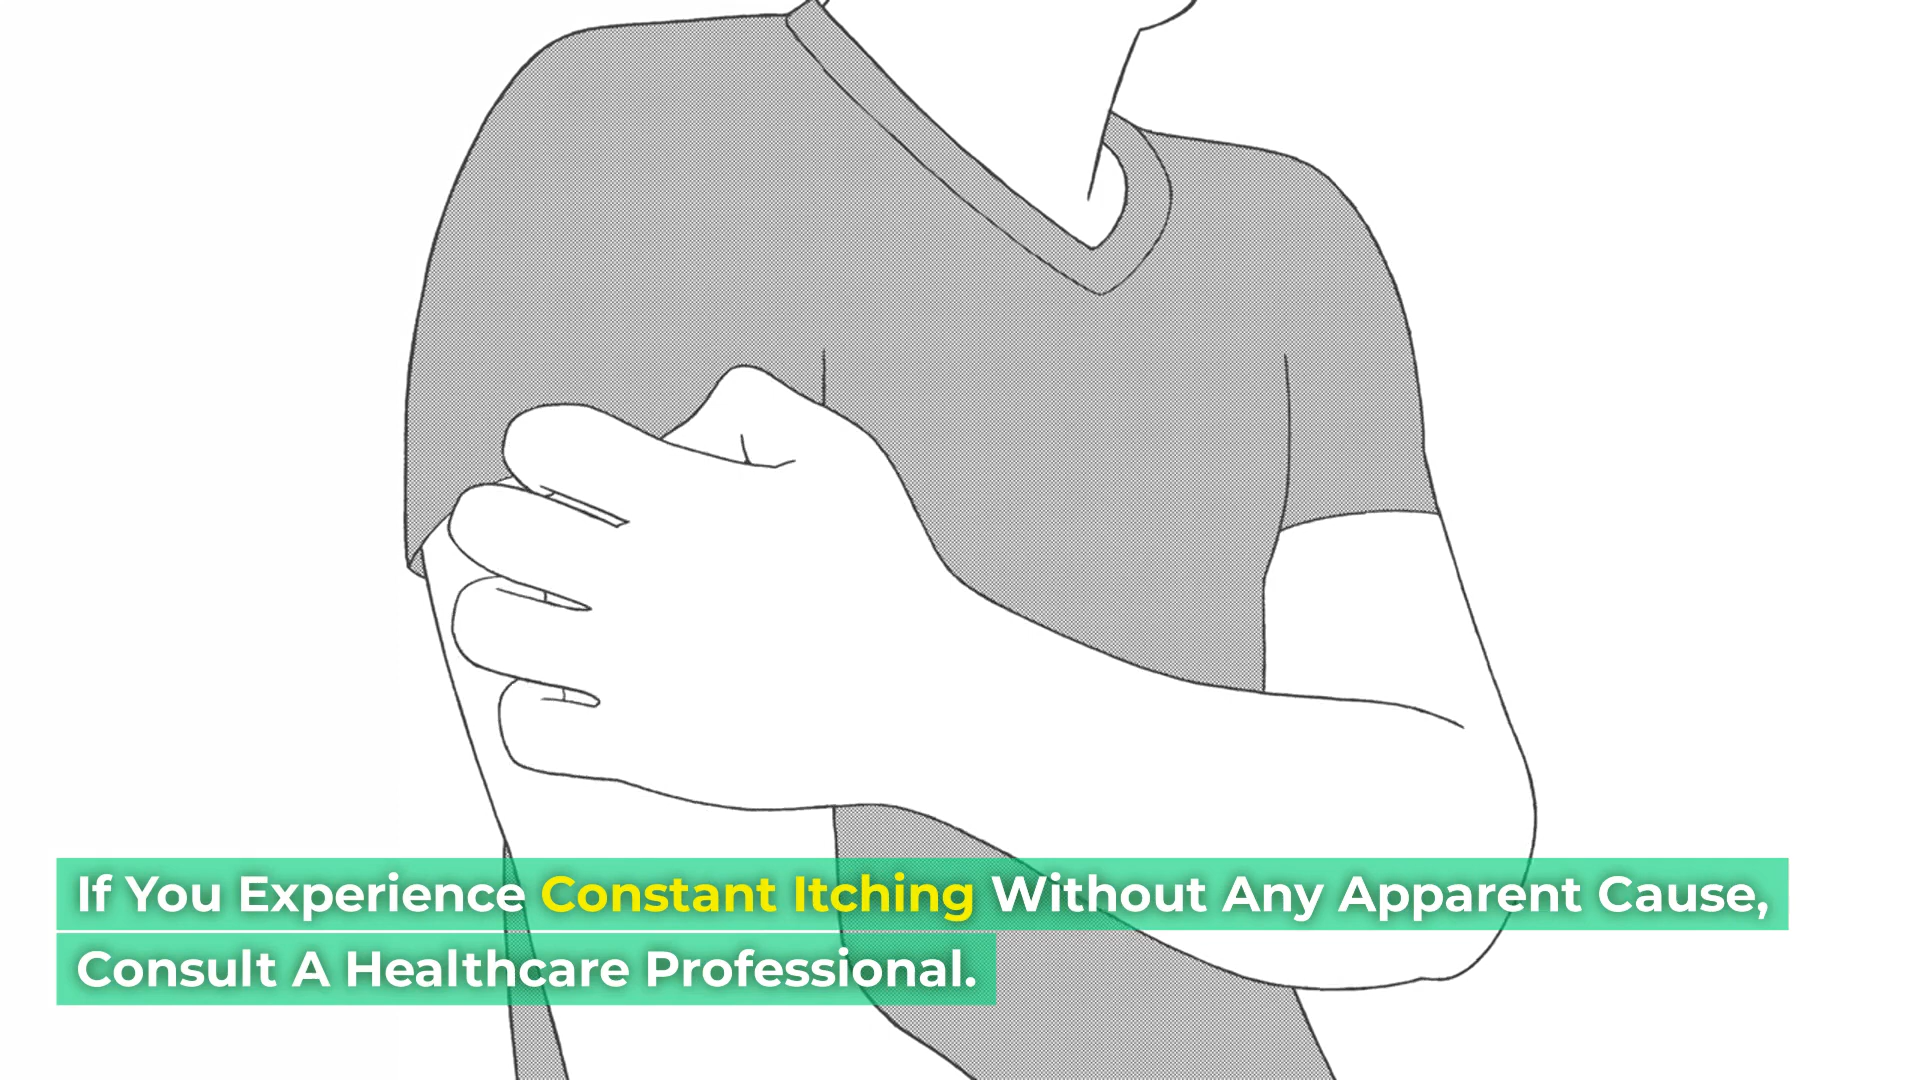 If You Experience Constant Itching Without Any Apparent Cause,
Consult A Healthcare Professional.